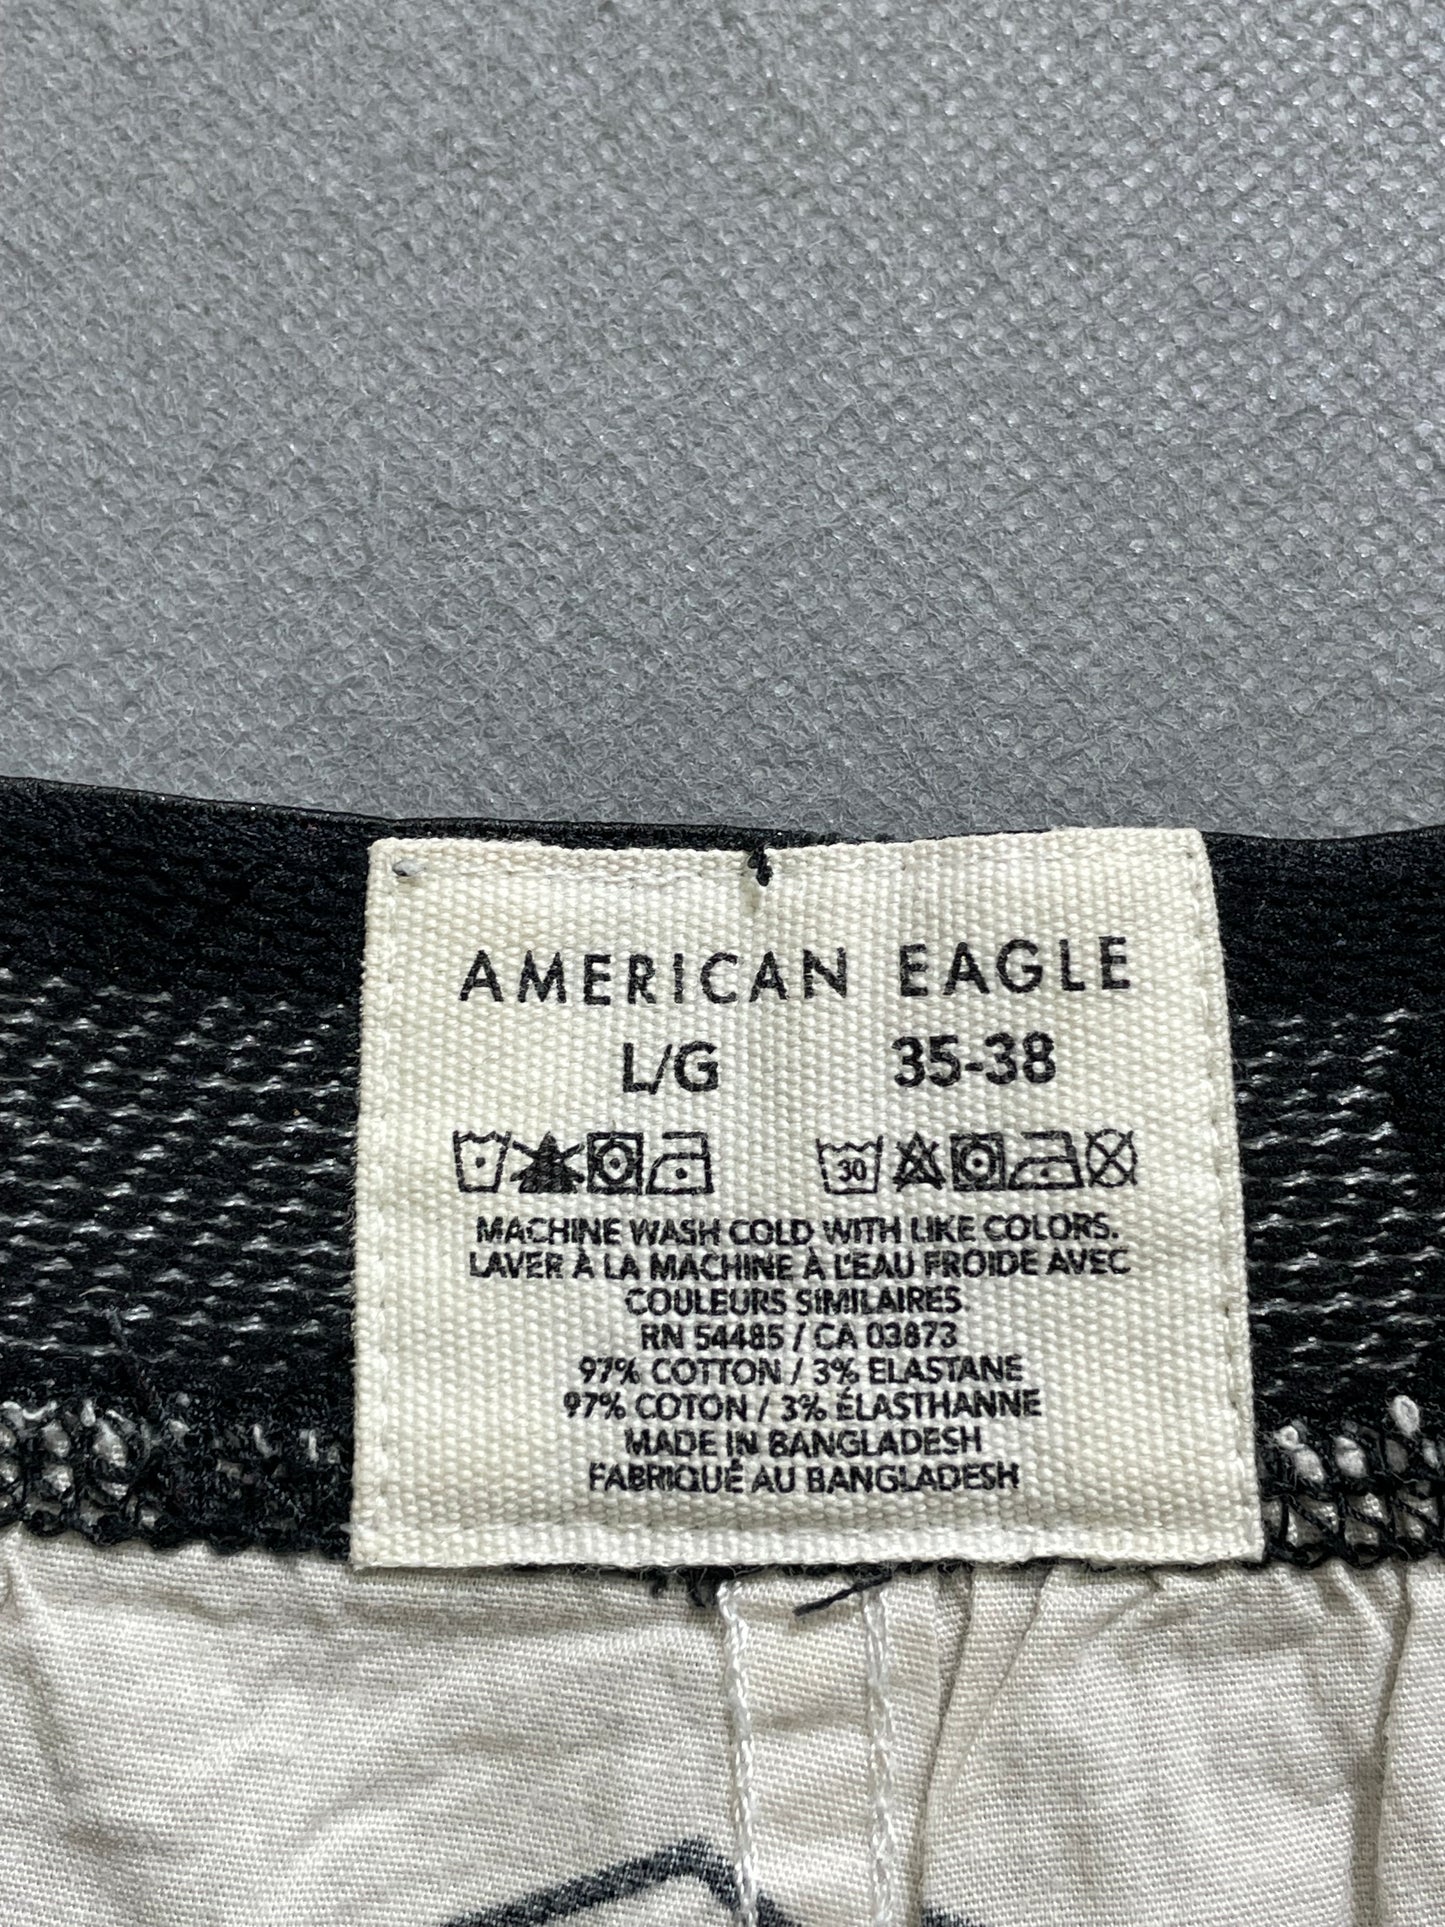 AMERICAN EAGLE
L/G 35-38
30
MACHINE WASH COLD WITH LIKE COLORS.
LAVER À LA MACHINE À L'EAU FROIDE AVEC
COULEURS SIMILAIRES.
RN 54485 / CA 03873
97% COTTON / 3% ELASTANE
97% COTON / 3% ÉLASTHANNE
MADE IN BANGLADESH
FABRIQUÉ AU BANGLADESH